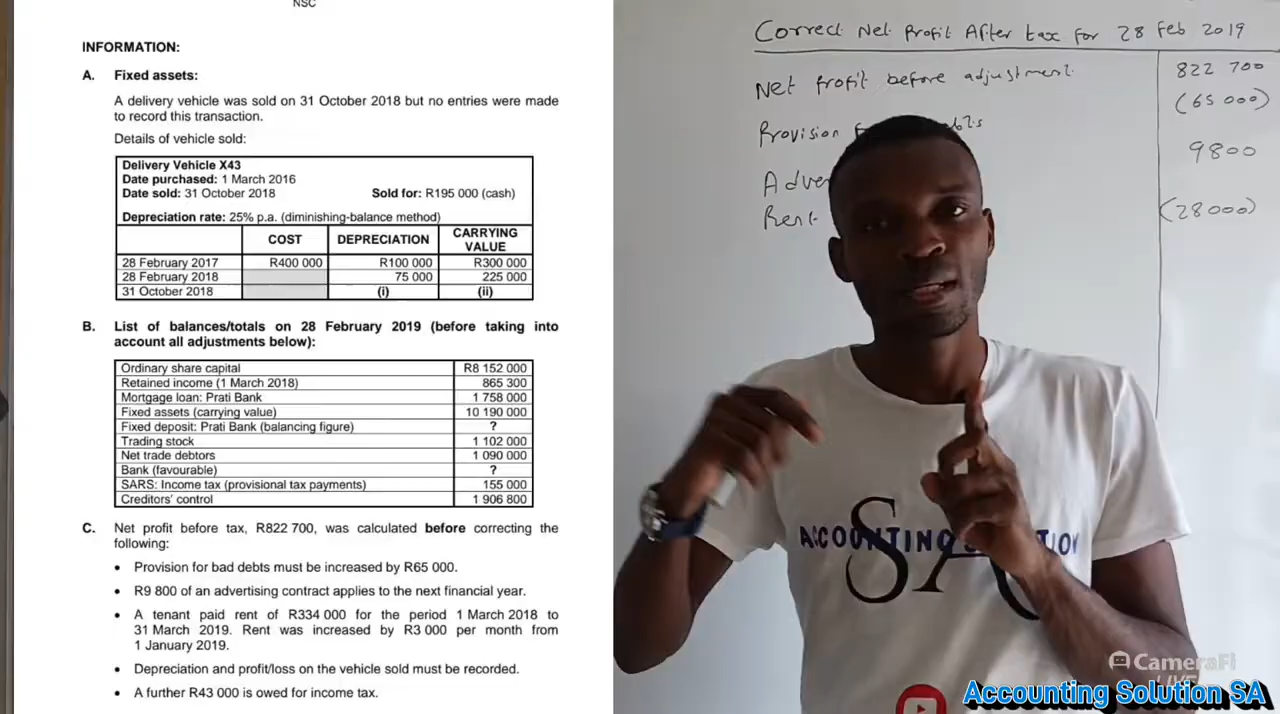 NSC
INFORMATION:
A. Fixed assets:
A delivery vehicle was sold on 31 October 2018 but no entries were made
to record this transaction.
Details of vehicle sold:
Delivery Vehicle X43
Date purchased: 1 March 2016
Date sold: 31 October 2018 Sold for: R195 000 (cash)
Depreciation rate: 25% p.a. (diminishing-balance method)
COST DEPRECIATION CARRYING VALUE
28 February 2017 R400 000 R100 000 R300 000
28 February 2018 75 000 225 000
31 October 2018 (i) (ii)
B. List of balances/totals on 28 February 2019 (before taking into
account all adjustments below):
Ordinary share capital R8 152 000
Retained income (1 March 2018) 865 300
Mortgage loan: Prati Bank 1 758 000
Fixed assets (carrying value) 10 190 000
Fixed deposit: Prati Bank (balancing figure) ?
Trading stock 1 102 000
Net trade debtors 1 090 000
Bank (favourable) ?
SARS: Income tax (provisional tax payments) 155 000
Creditors' control 1 906 800
C. Net profit before tax, R822 700, was calculated before correcting the
following:
• Provision for bad debts must be increased by R65 000.
• R9 800 of an advertising contract applies to the next financial year.
• A tenant paid rent of R334 000 for the period 1 March 2018 to
31 March 2019. Rent was increased by R3 000 per month from
1 January 2019.
• Depreciation and profit/loss on the vehicle sold must be recorded.
• A further R43 000 is owed for income tax.
Correct Net Profit After tax for 28 Feb 2019
Net profit before adjustment 822 700
Provision (65 000)
9800
Rent (28 000)
ACCOUNTING
SA
CameraFi
LIVE
Accounting Solution SA